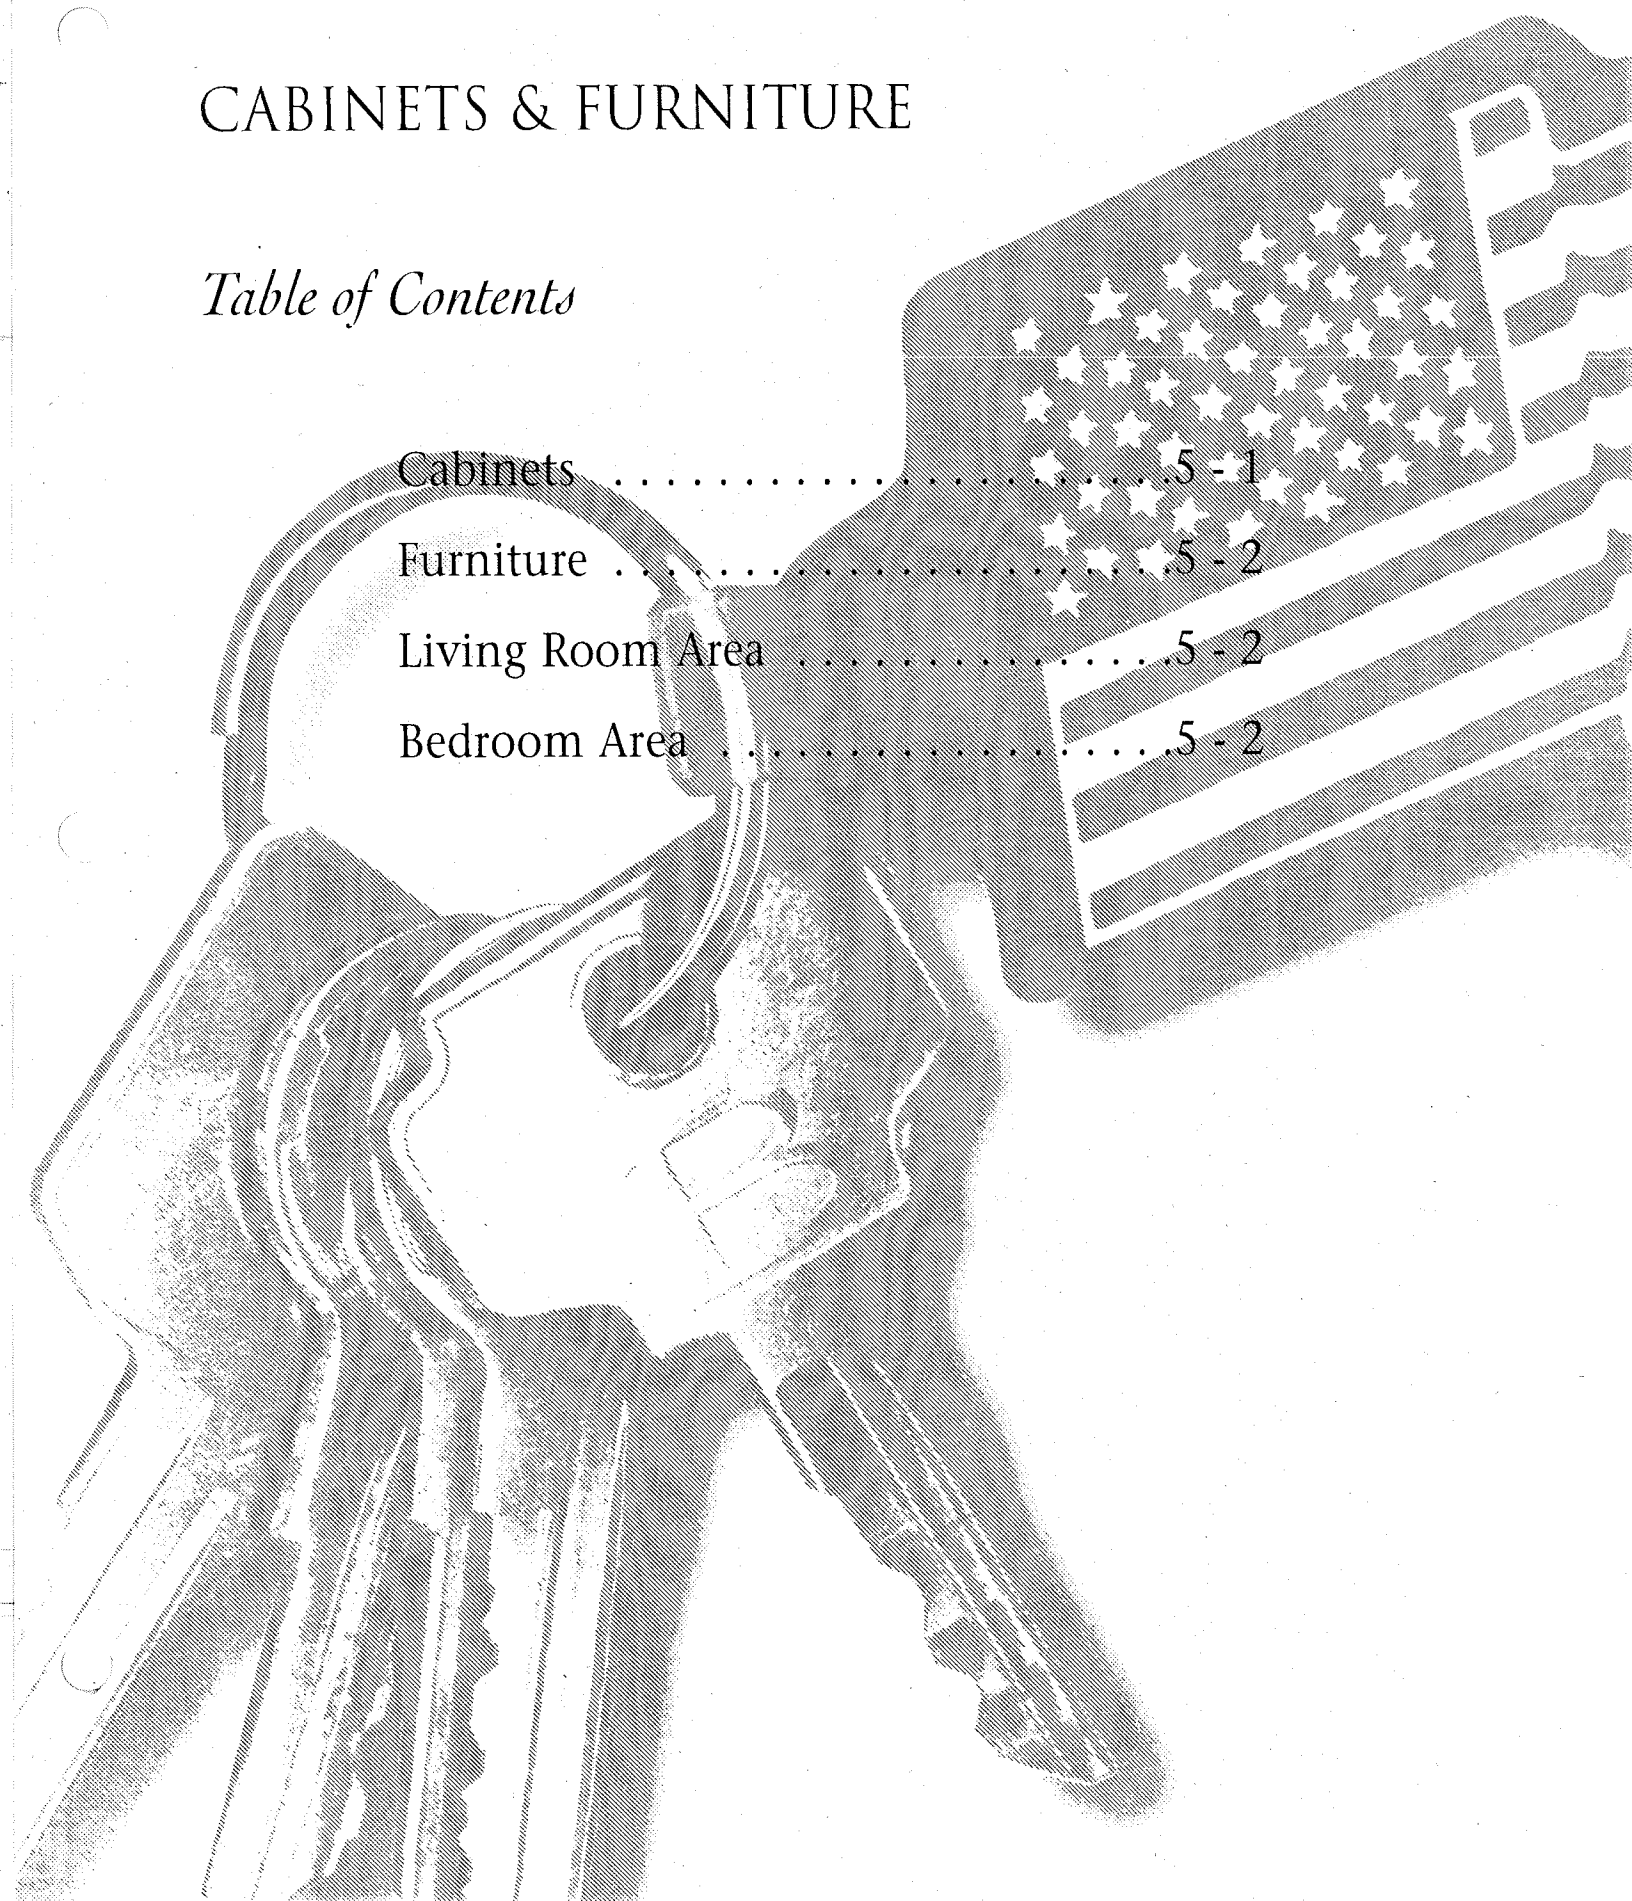 CABINETS & FURNITURE
Table of Contents
Cabinets . . . . . . . . . . . . . . . . . . . . . .5 - 1
Furniture . . . . . . . . . . . . . . . . . . . . . .5 - 2
Living Room Area . . . . . . . . . . . . . . .5 - 2
Bedroom Area . . . . . . . . . . . . . . . . . .5 - 2